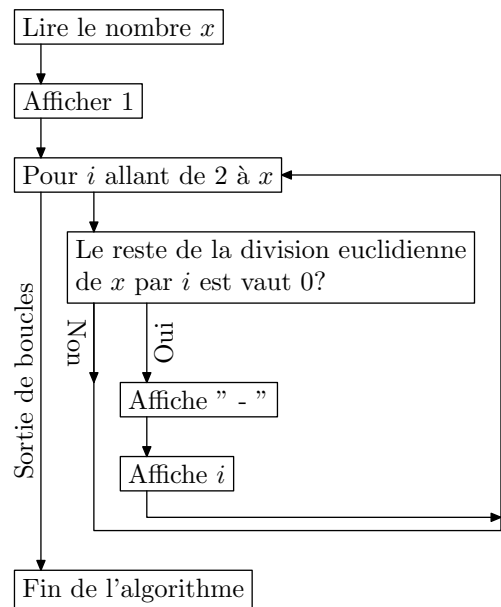 Lire le nombre x
Afficher 1
Pour i allant de 2 à x
Le reste de la division euclidienne
de x par i est vaut 0?
Non
Oui
Sortie de boucles
Affiche " - "
Affiche i
Fin de l'algorithme